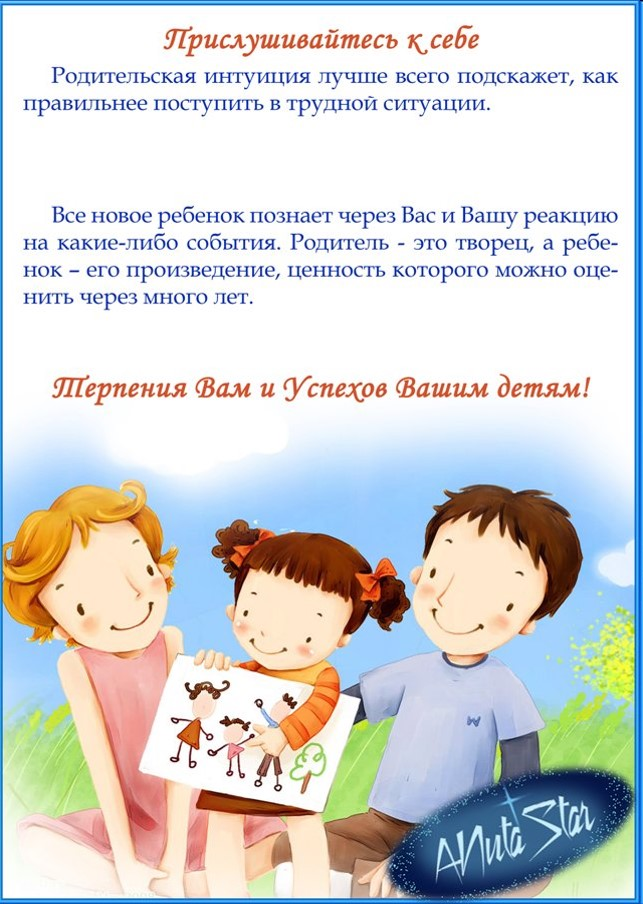 Прислушивайтесь к себе
Родительская интуиция лучше всего подскажет, как
правильнее поступить в трудной ситуации.
Все новое ребенок познает через Вас и Вашу реакцию
на какие-либо события. Родитель - это творец, а ребе-
нок – его произведение, ценность которого можно оце-
нить через много лет.
Терпения Вам и Успехов Вашим детям!
W
ANuta Star